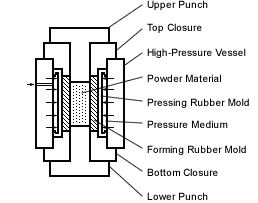 Upper Punch
Top Closure
High-Pressure Vessel
Powder Material
Pressing Rubber Mold
Pressure Medium
Forming Rubber Mold
Bottom Closure
Lower Punch